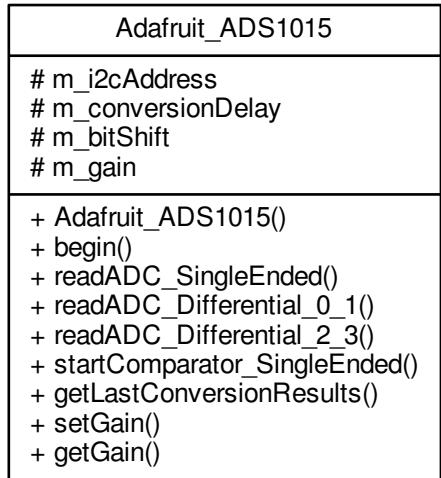 Adafruit_ADS1015
# m_i2cAddress
# m_conversionDelay
# m_bitShift
# m_gain
+ Adafruit_ADS1015()
+ begin()
+ readADC_SingleEnded()
+ readADC_Differential_0_1()
+ readADC_Differential_2_3()
+ startComparator_SingleEnded()
+ getLastConversionResults()
+ setGain()
+ getGain()